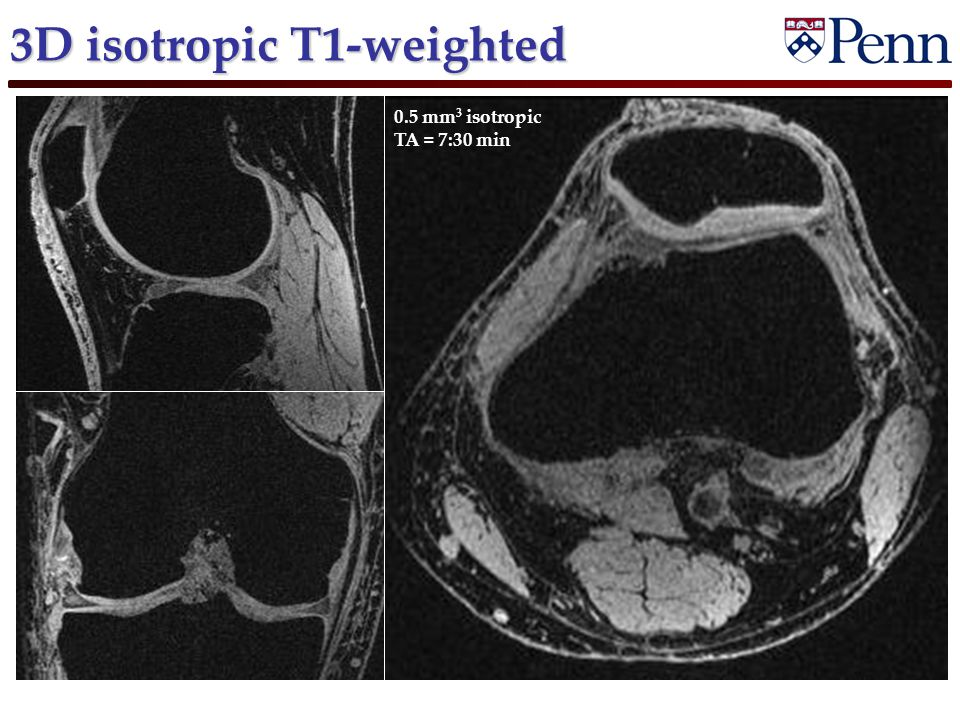 3D isotropic T1-weighted
Penn
0.5 mm³ isotropic
TA = 7:30 min